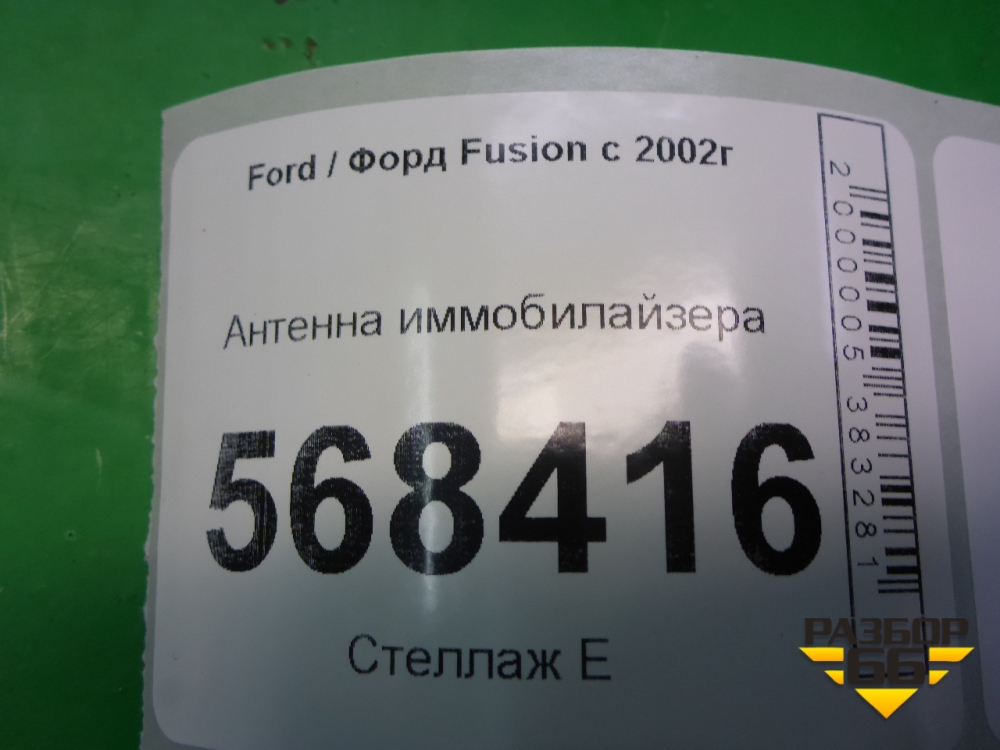 Ford / Форд Fusion с 2002г
Антенна иммобилайзера
568416
Стеллаж Е
2000005383281
РАЗБОР
66